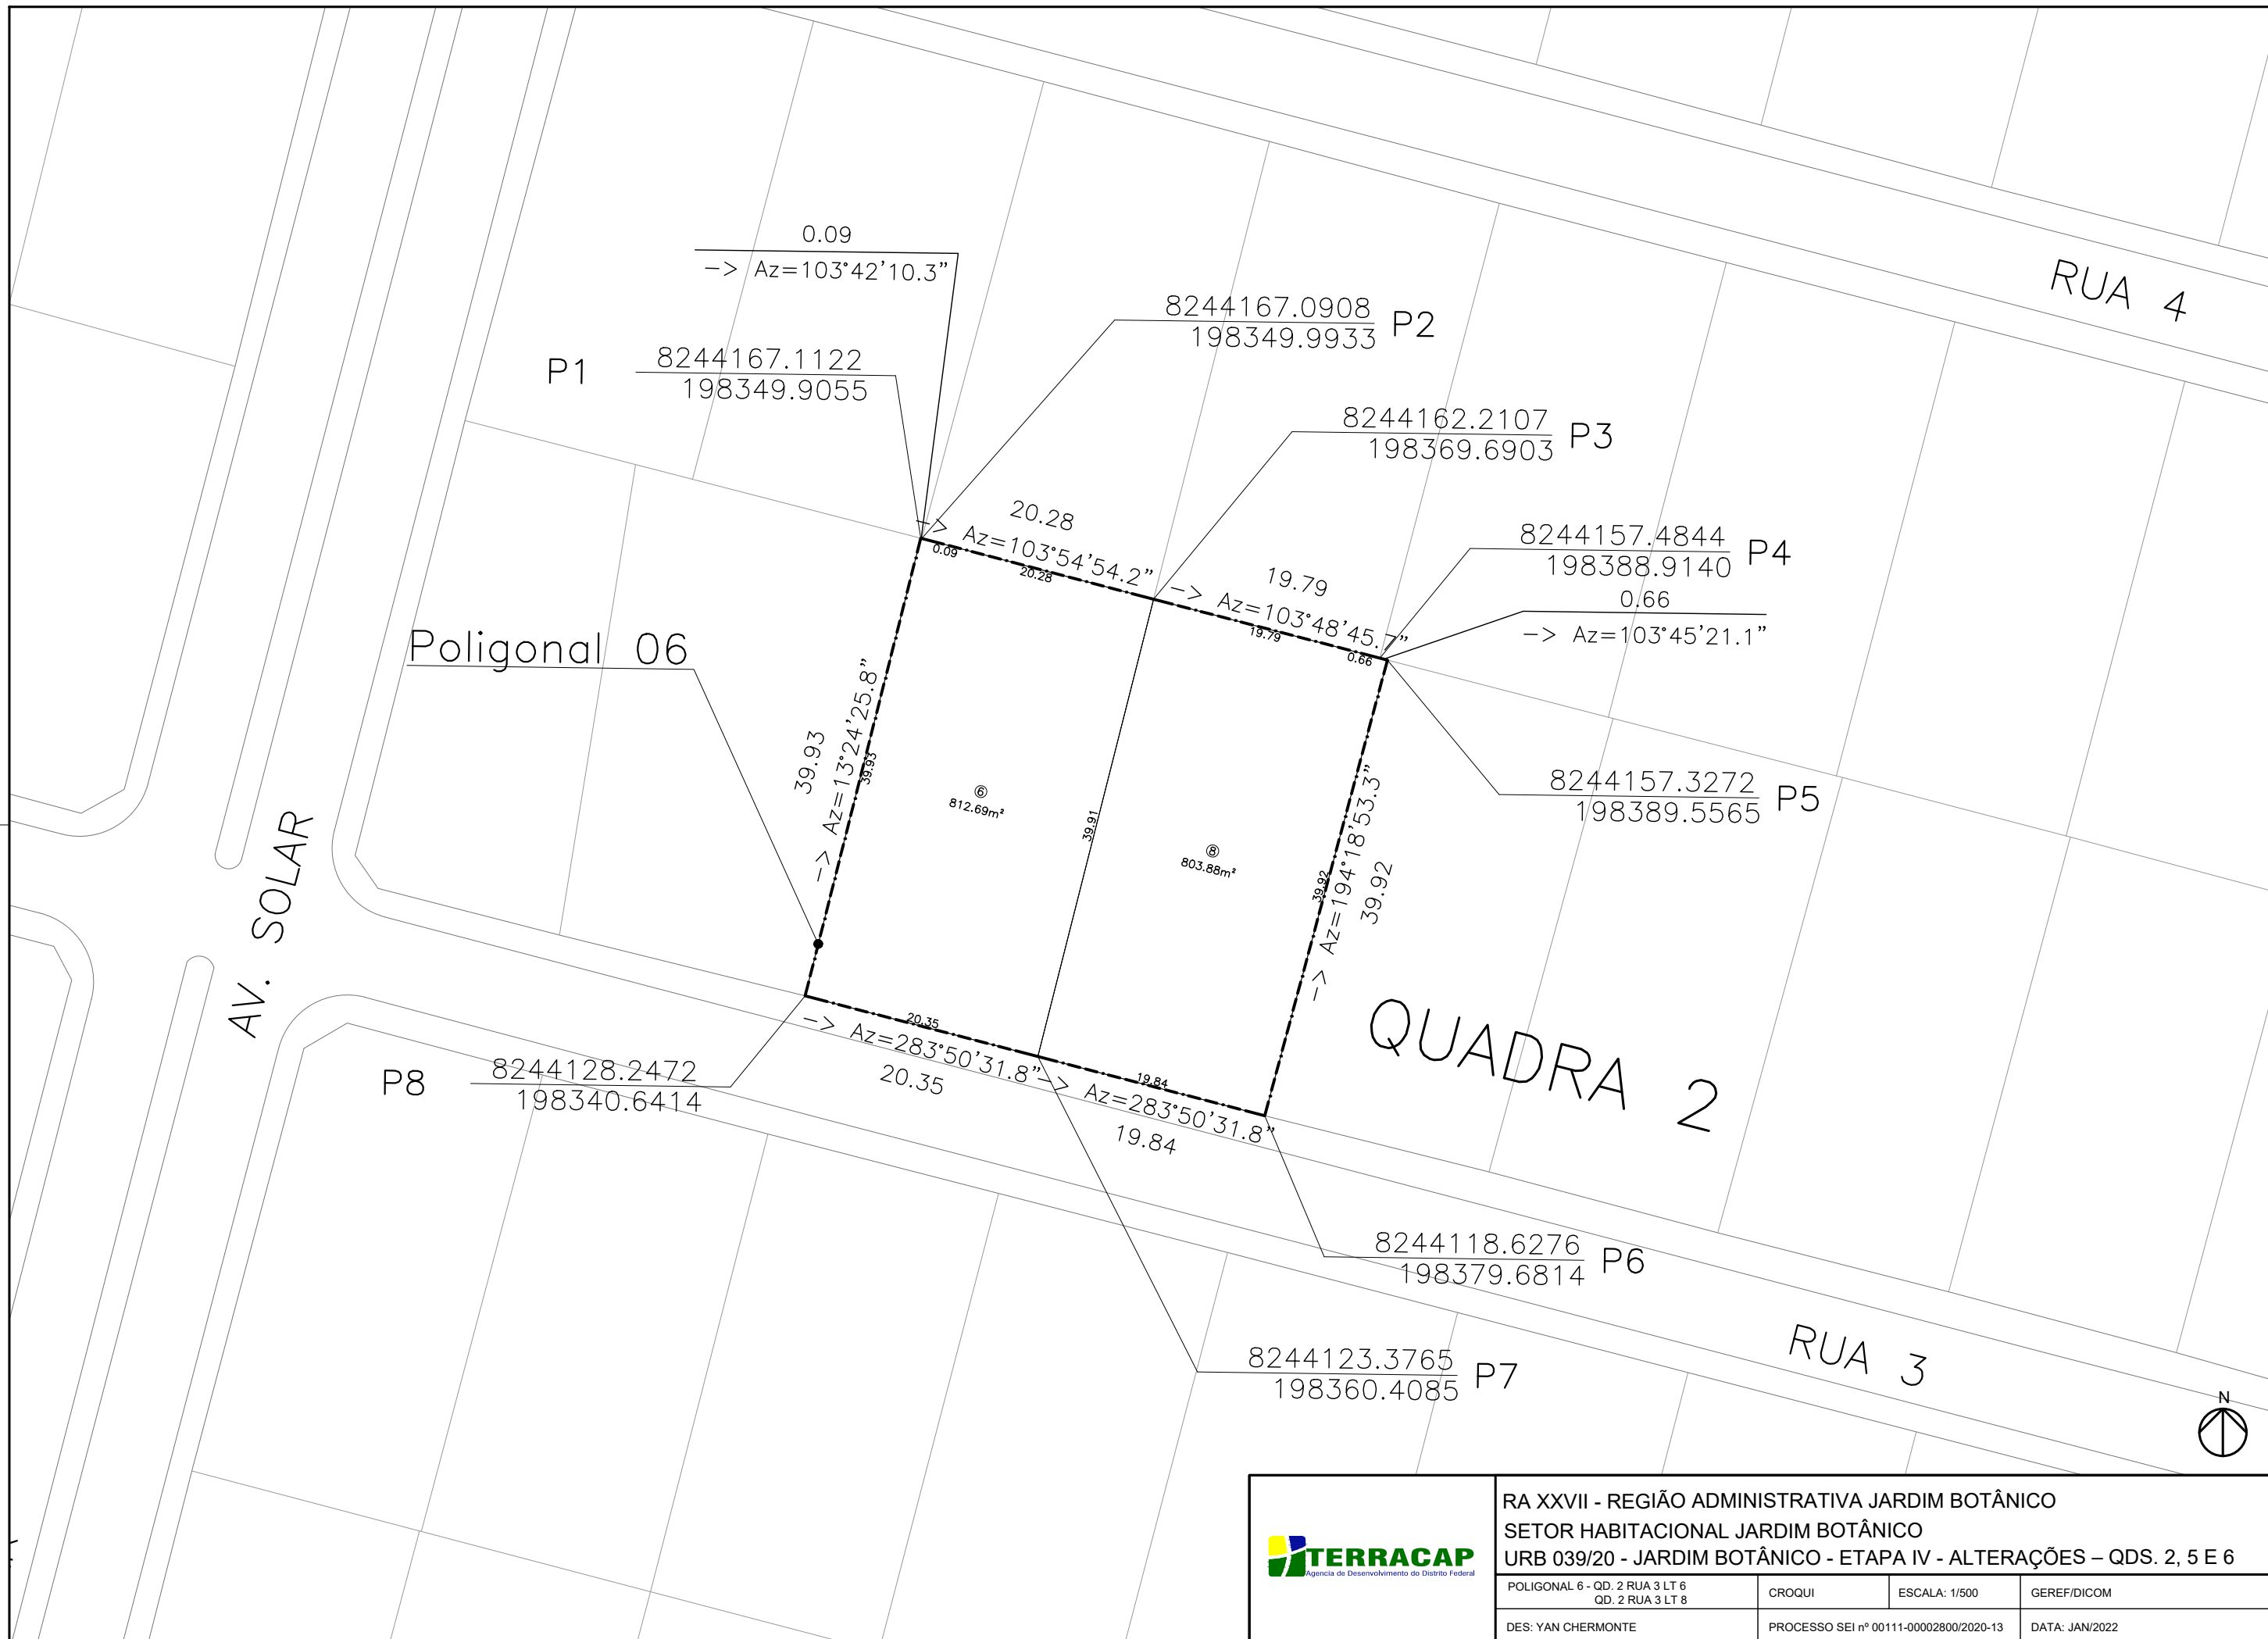 RUA 4
0.09
-> Az=103°42'10.3"
8244167.0908
198349.9933
P2
P1
8244167.1122
198349.9055
8244162.2107
198369.6903
P3
20.28
-> Az=103°54'54.2"
0.09
20.28
8244157.4844
198388.9140
P4
19.79
-> Az=103°48'45.7"
19.79
0.66
0.66
-> Az=103°45'21.1"
Poligonal 06
39.93
-> Az=13°24'25.8"
39.93
⑥
812.69m²
39.91
⑧
803.88m²
39.92
-> Az=194°18'53.3"
39.92
8244157.3272
198389.5565
P5
AV. SOLAR
QUADRA 2
20.35
-> Az=283°50'31.8"
20.35
19.84
-> Az=283°50'31.8"
19.84
P8
8244128.2472
198340.6414
8244118.6276
198379.6814
P6
8244123.3765
198360.4085
P7
RUA 3
N
TERRACAP
Agencia de Desenvolvimento do Distrito Federal
RA XXVII - REGIÃO ADMINISTRATIVA JARDIM BOTÂNICO
SETOR HABITACIONAL JARDIM BOTÂNICO
URB 039/20 - JARDIM BOTÂNICO - ETAPA IV - ALTERAÇÕES – QDS. 2, 5 E 6
POLIGONAL 6 - QD. 2 RUA 3 LT 6
QD. 2 RUA 3 LT 8
CROQUI
ESCALA: 1/500
GEREF/DICOM
DES: YAN CHERMONTE
PROCESSO SEI nº 00111-00002800/2020-13
DATA: JAN/2022